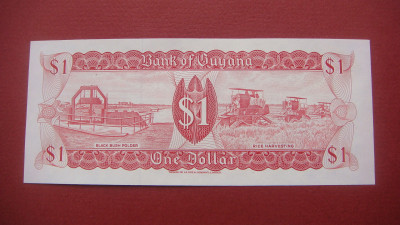 $1 Bank of Guyana $1
$1
BLACK BUSH POLDER RICE HARVESTING
$1 One Dollar $1